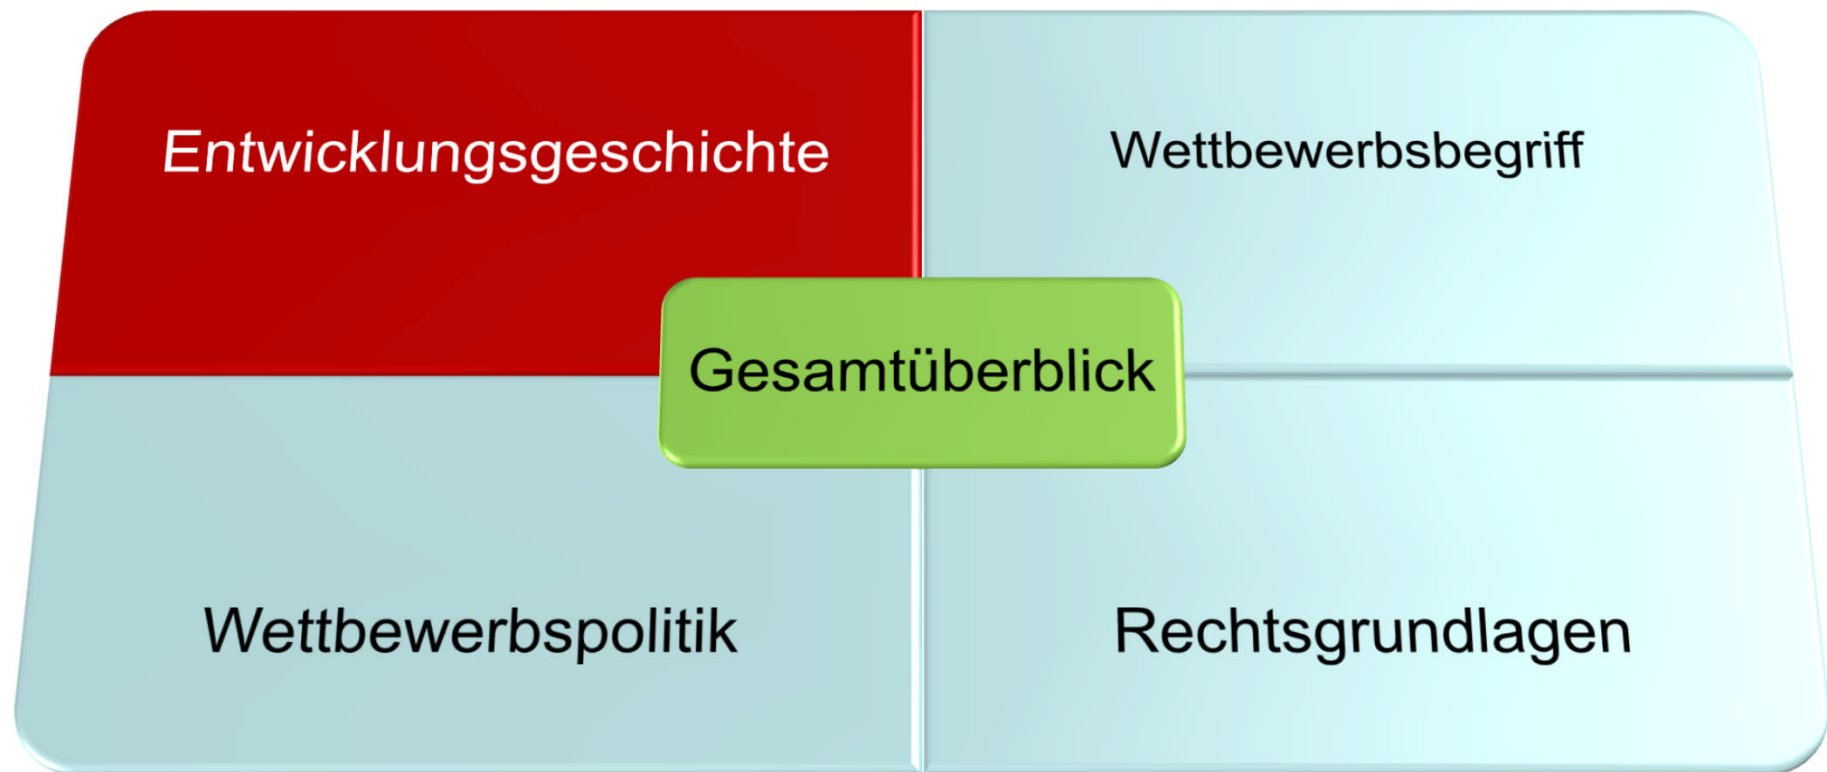 Entwicklungsgeschichte
Wettbewerbsbegriff
Gesamtüberblick
Wettbewerbspolitik
Rechtsgrundlagen